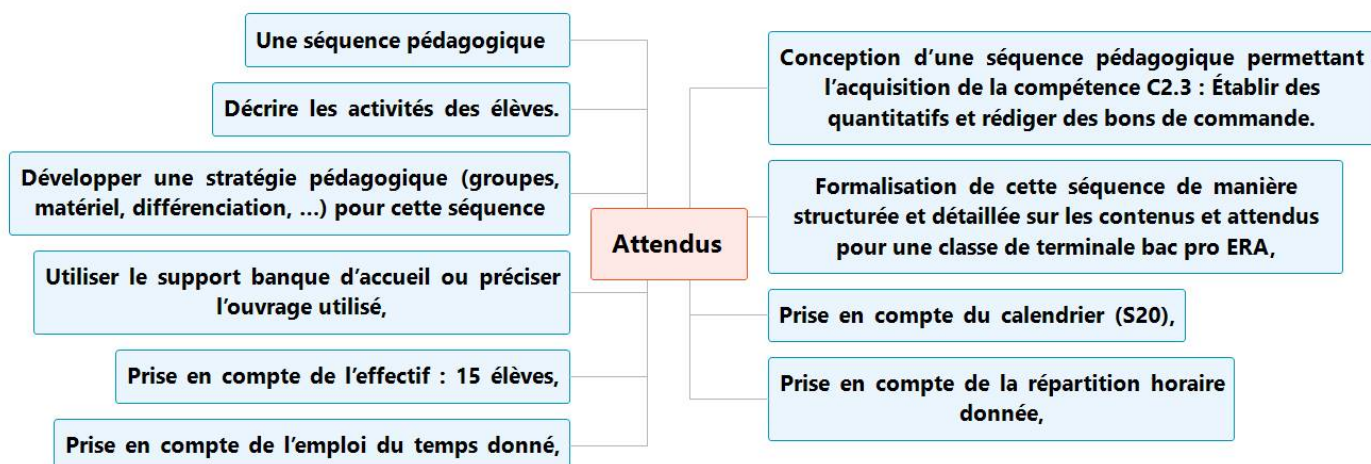 Une séquence pédagogique
Décrire les activités des élèves.
Développer une stratégie pédagogique (groupes,
matériel, différenciation, …) pour cette séquence
Utiliser le support banque d’accueil ou préciser
l’ouvrage utilisé,
Prise en compte de l’effectif : 15 élèves,
Prise en compte de l’emploi du temps donné,
Attendus
Conception d’une séquence pédagogique permettant
l’acquisition de la compétence C2.3 : Établir des
quantitatifs et rédiger des bons de commande.
Formalisation de cette séquence de manière
structurée et détaillée sur les contenus et attendus
pour une classe de terminale bac pro ERA,
Prise en compte du calendrier (S20),
Prise en compte de la répartition horaire
donnée,